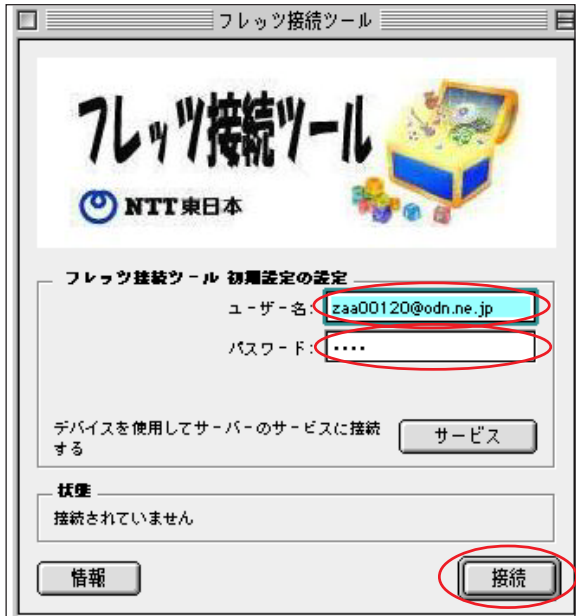 フレッツ接続ツール
フレッツ接続ツール
NTT東日本
フレッツ接続ツール 初期設定の設定
ユーザー名:
zaa00120@odn.ne.jp
パスワード:
••••
デバイスを使用してサーバーのサービスに接続
する
サービス
状態
接続されていません
情報
接続